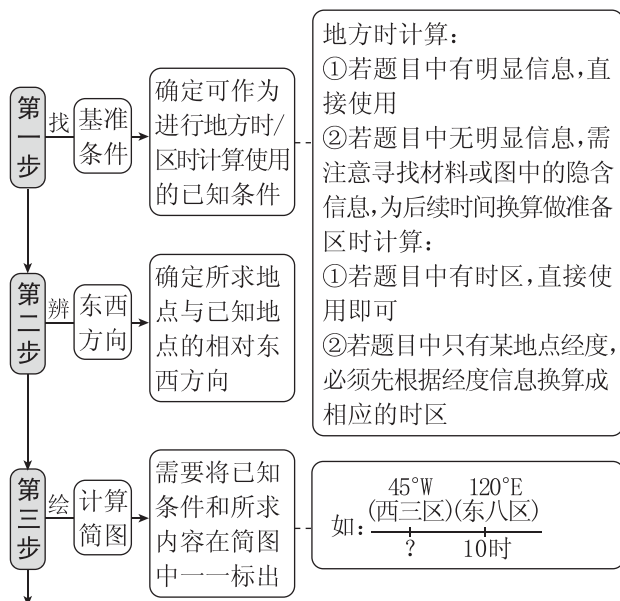 第一步
找
基准
条件
确定可作为
进行地方时/
区时计算使用
的已知条件
地方时计算：
①若题目中有明显信息,直
接使用
②若题目中无明显信息,需
注意寻找材料或图中的隐含
信息,为后续时间换算做准备
区时计算：
①若题目中有时区,直接使
用即可
②若题目中只有某地点经度,
必须先根据经度信息换算成
相应的时区
第二步
辨
东西
方向
确定所求地
点与已知地
点的相对东
西方向
第三步
绘
计算
简图
需要将已知
条件和所求
内容在简图
中一一标出
如:
45°W 120°E
(西三区)(东八区)
? 10时